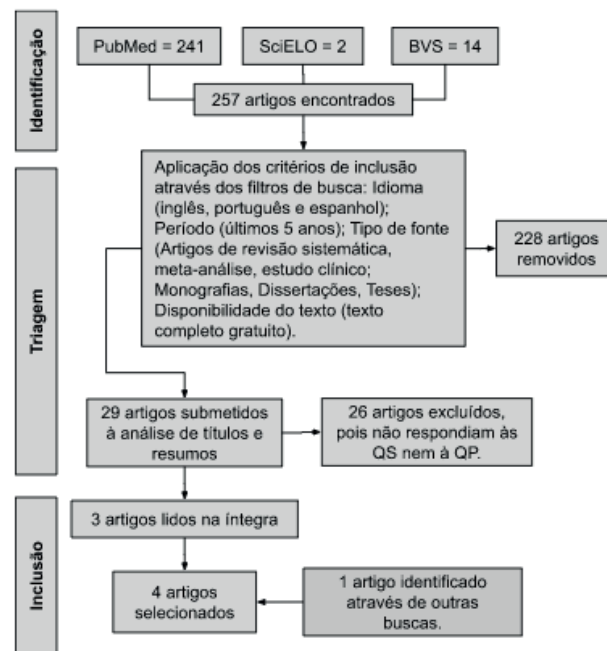 Identificação
PubMed = 241
SciELO = 2
BVS = 14
257 artigos encontrados
Triagem
Aplicação dos critérios de inclusão
através dos filtros de busca: Idioma
(inglês, português e espanhol);
Período (últimos 5 anos); Tipo de fonte
(Artigos de revisão sistemática,
meta-análise, estudo clínico;
Monografias, Dissertações, Teses);
Disponibilidade do texto (texto
completo gratuito).
228 artigos
removidos
29 artigos submetidos
à análise de títulos e
resumos
26 artigos excluídos,
pois não respondiam às
QS nem à QP.
Inclusão
3 artigos lidos na íntegra
4 artigos
selecionados
1 artigo identificado
através de outras
buscas.